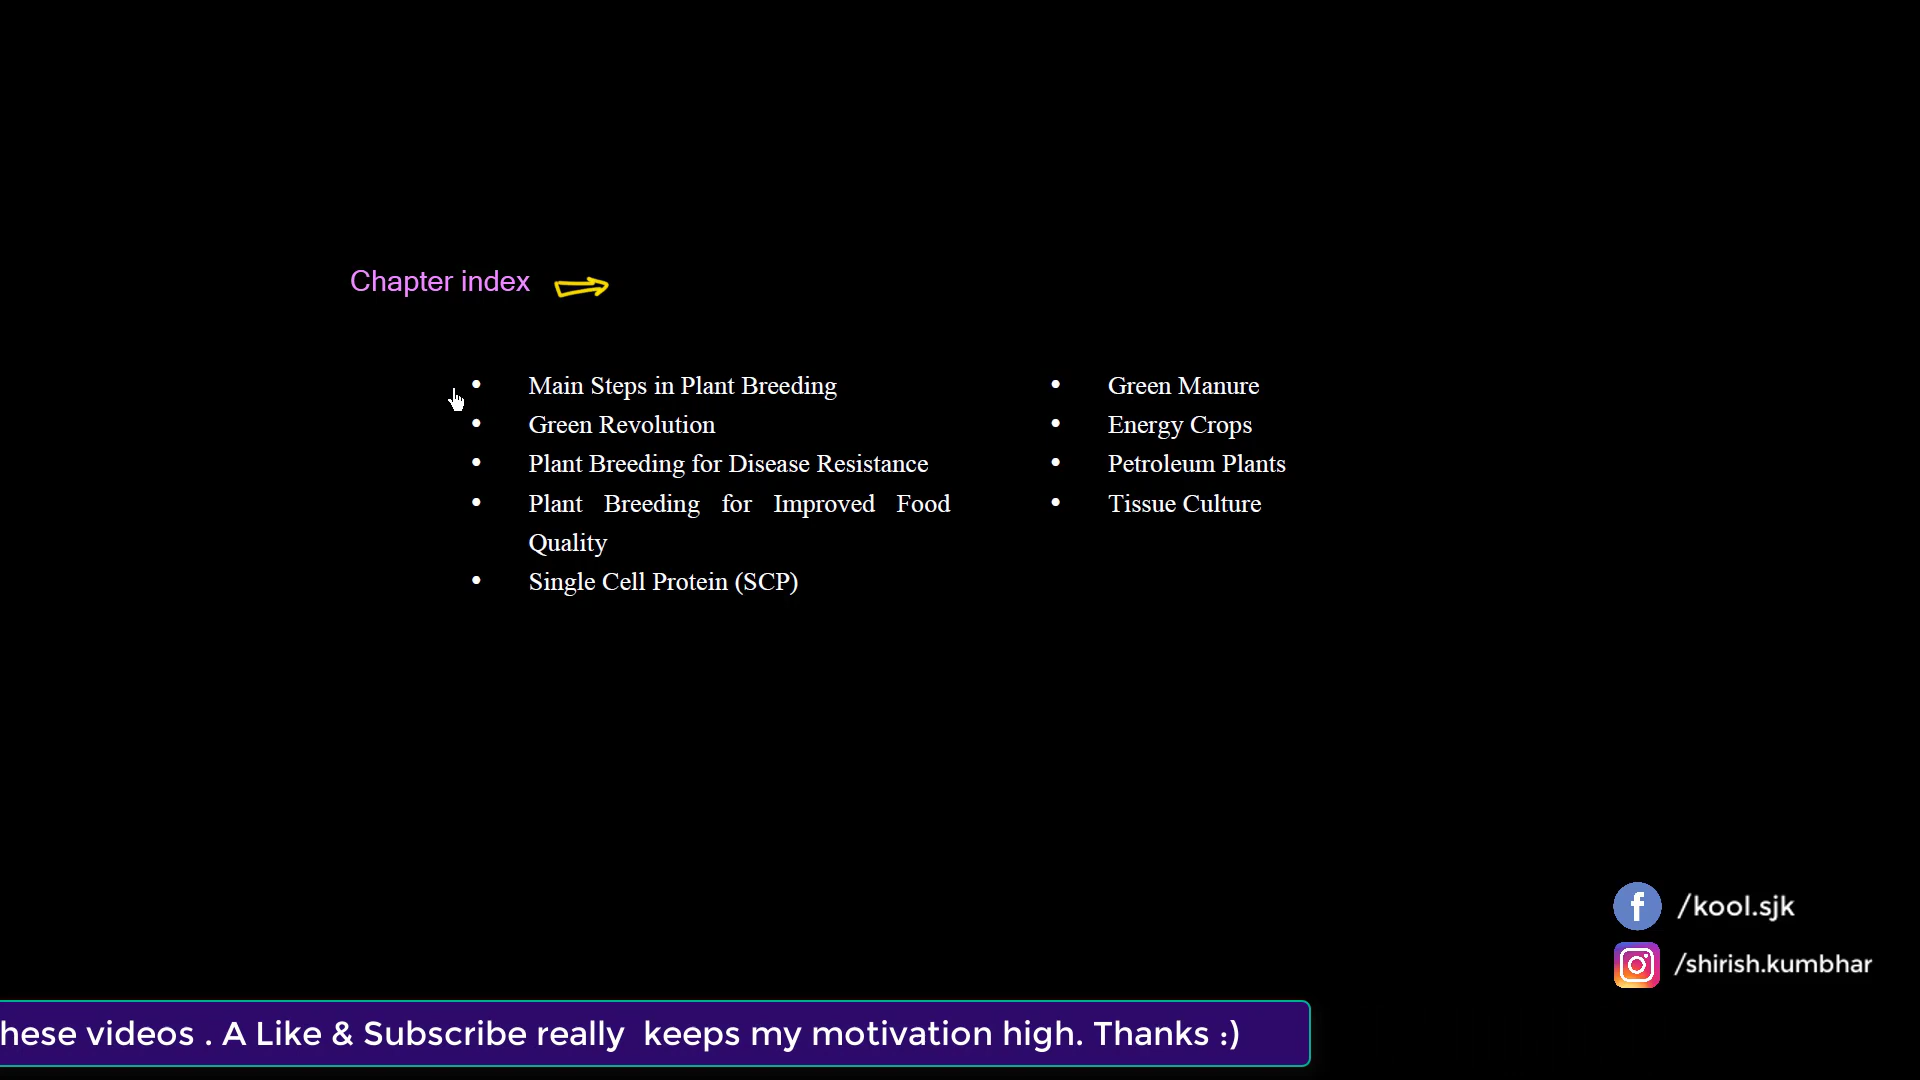 Chapter index
• Main Steps in Plant Breeding
• Green Revolution
• Plant Breeding for Disease Resistance
• Plant Breeding for Improved Food
Quality
• Single Cell Protein (SCP)
• Green Manure
• Energy Crops
• Petroleum Plants
• Tissue Culture
/kool.sjk
/shirish.kumbhar
hese videos . A Like & Subscribe really keeps my motivation high. Thanks :)